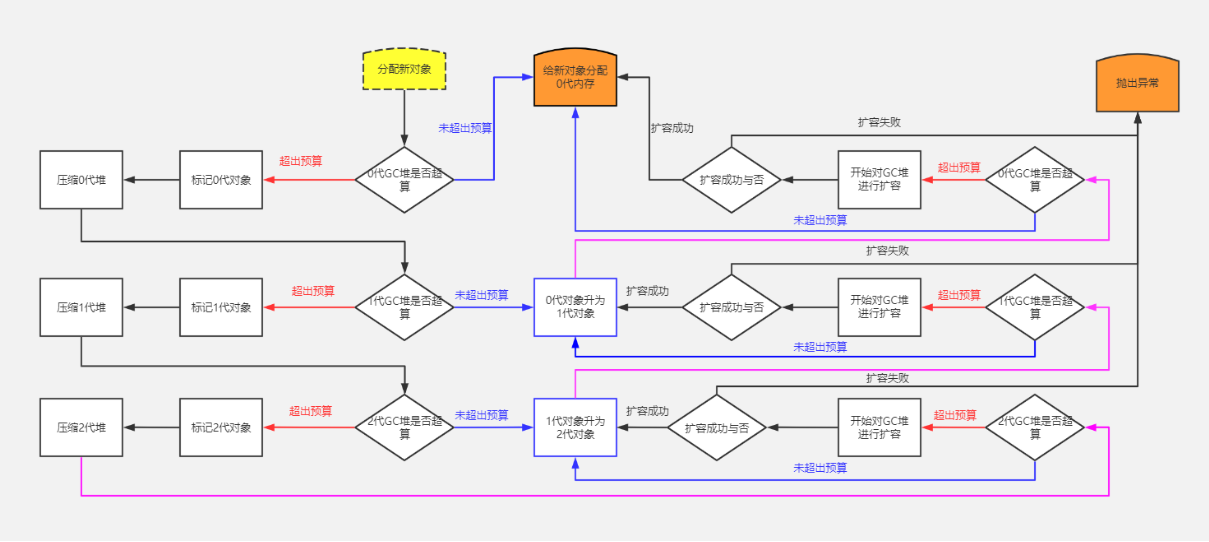 分配新对象
给新对象分配
0代内存
抛出异常
未超出预算
扩容成功
扩容失败
压缩0代堆
标记0代对象
超出预算
0代GC堆是否超
算
扩容成功与否
开始对GC堆
进行扩容
超出预算
0代GC堆是否超
算
未超出预算
扩容失败
压缩1代堆
标记1代对象
超出预算
1代GC堆是否超
算
未超出预算
0代对象升为
1代对象
扩容成功
扩容成功与否
开始对GC堆
进行扩容
超出预算
1代GC堆是否超
算
未超出预算
扩容失败
压缩2代堆
标记2代对象
超出预算
2代GC堆是否超
算
未超出预算
1代对象升为
2代对象
扩容成功
扩容成功与否
开始对GC堆
进行扩容
超出预算
2代GC堆是否超
算
未超出预算